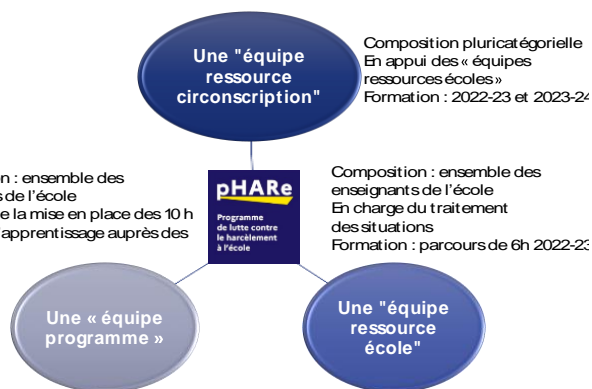 Une "équipe
ressource
circonscription"
Composition pluricatégorielle
En appui des « équipes
ressources écoles »
Formation : 2022-23 et 2023-24
: ensemble des
de l'école
la mise en place des 10 h
apprentissage auprès des
pHARe
Programme
de lutte contre
le harcèlement
à l'école
Composition : ensemble des
enseignants de l'école
En charge du traitement
des situations
Formation : parcours de 6h 2022-23
Une « équipe
programme »
Une "équipe
ressource
école"